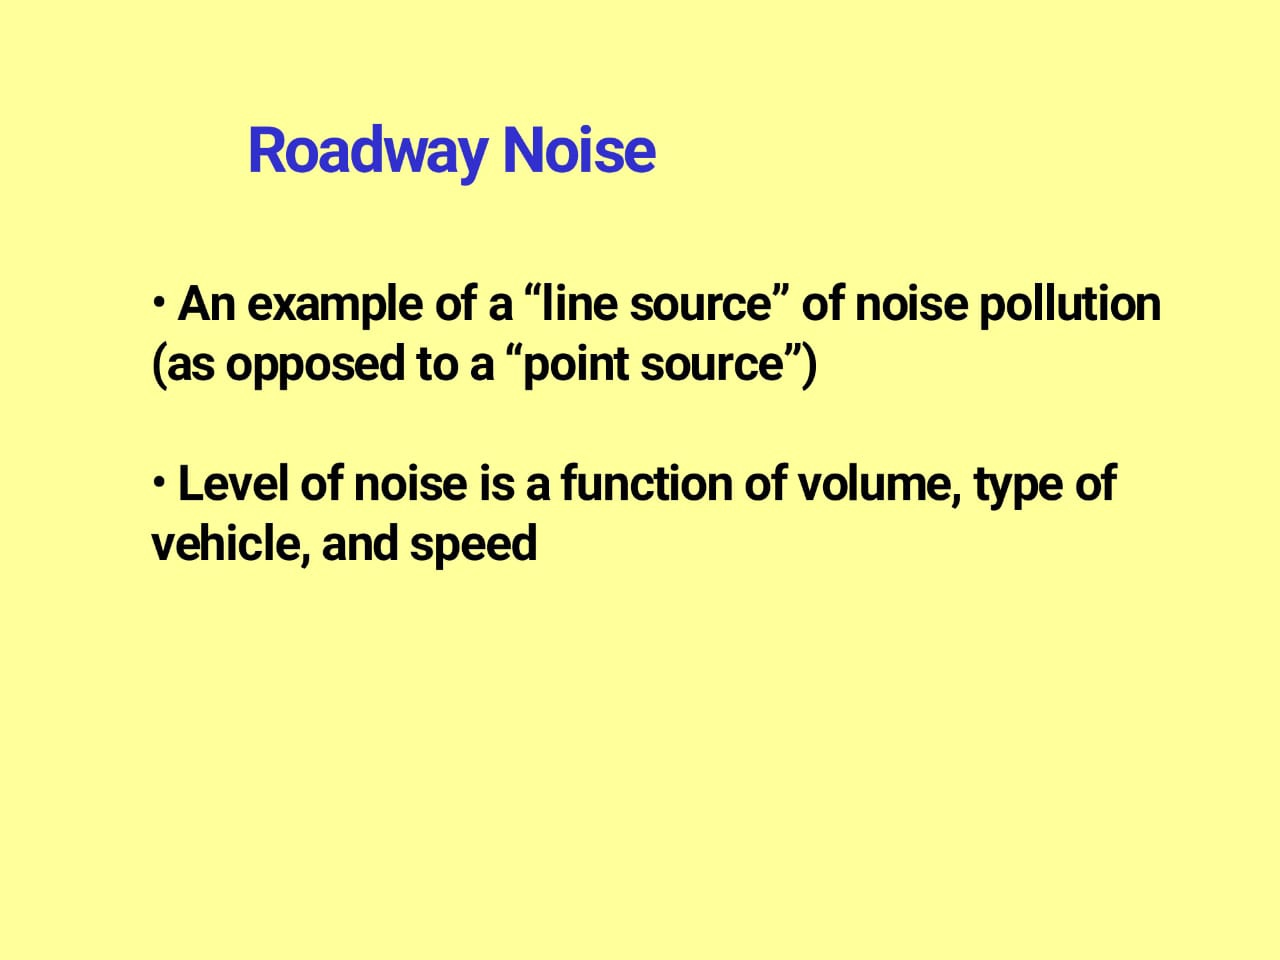 Roadway Noise
• An example of a “line source” of noise pollution
(as opposed to a “point source”)
• Level of noise is a function of volume, type of
vehicle, and speed